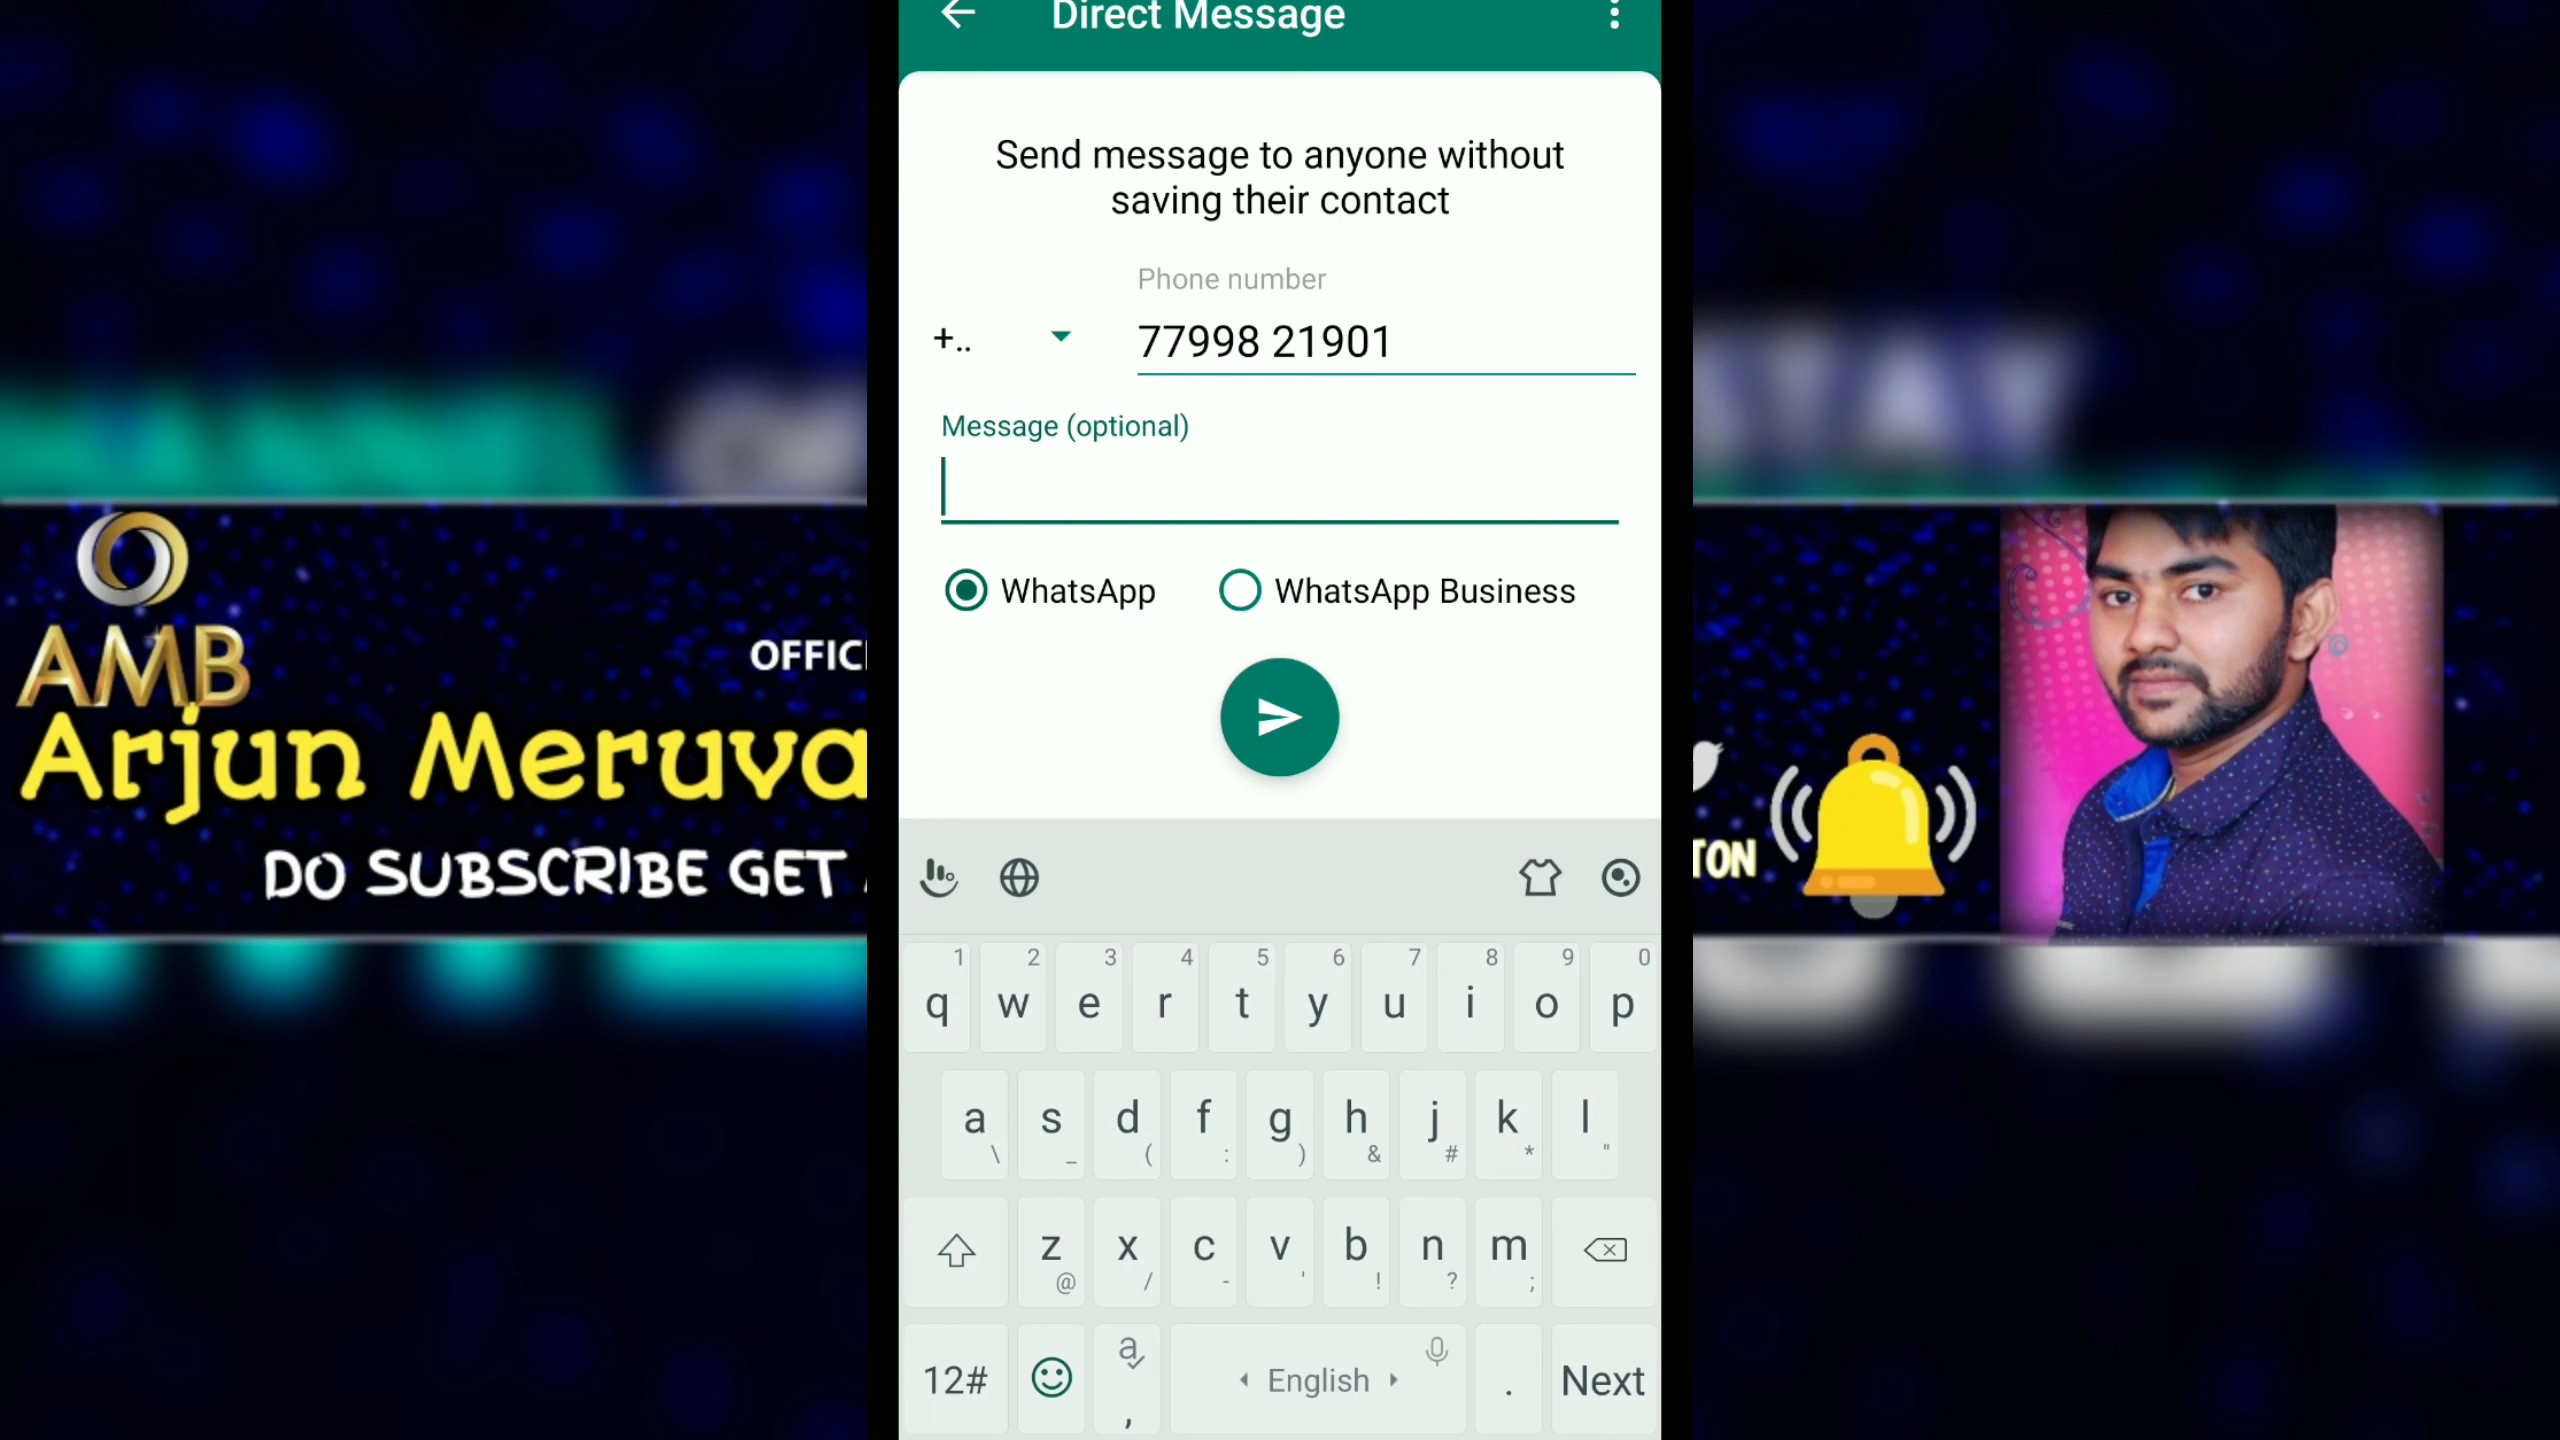 Direct Message
Send message to anyone without
saving their contact
Phone number
+..
77998 21901
Message (optional)
WhatsApp
WhatsApp Business
AMB
OFFICI
Arjun Meruva
DO SUBSCRIBE GET
TON
1 2 3 4 5 6 7 8 9 0
q w e r t y u i o p
a s d f g h j k l
\ _ ( : ) & # * "
z x c v b n m
@ / - ' ! ? ;
12# a , English . Next